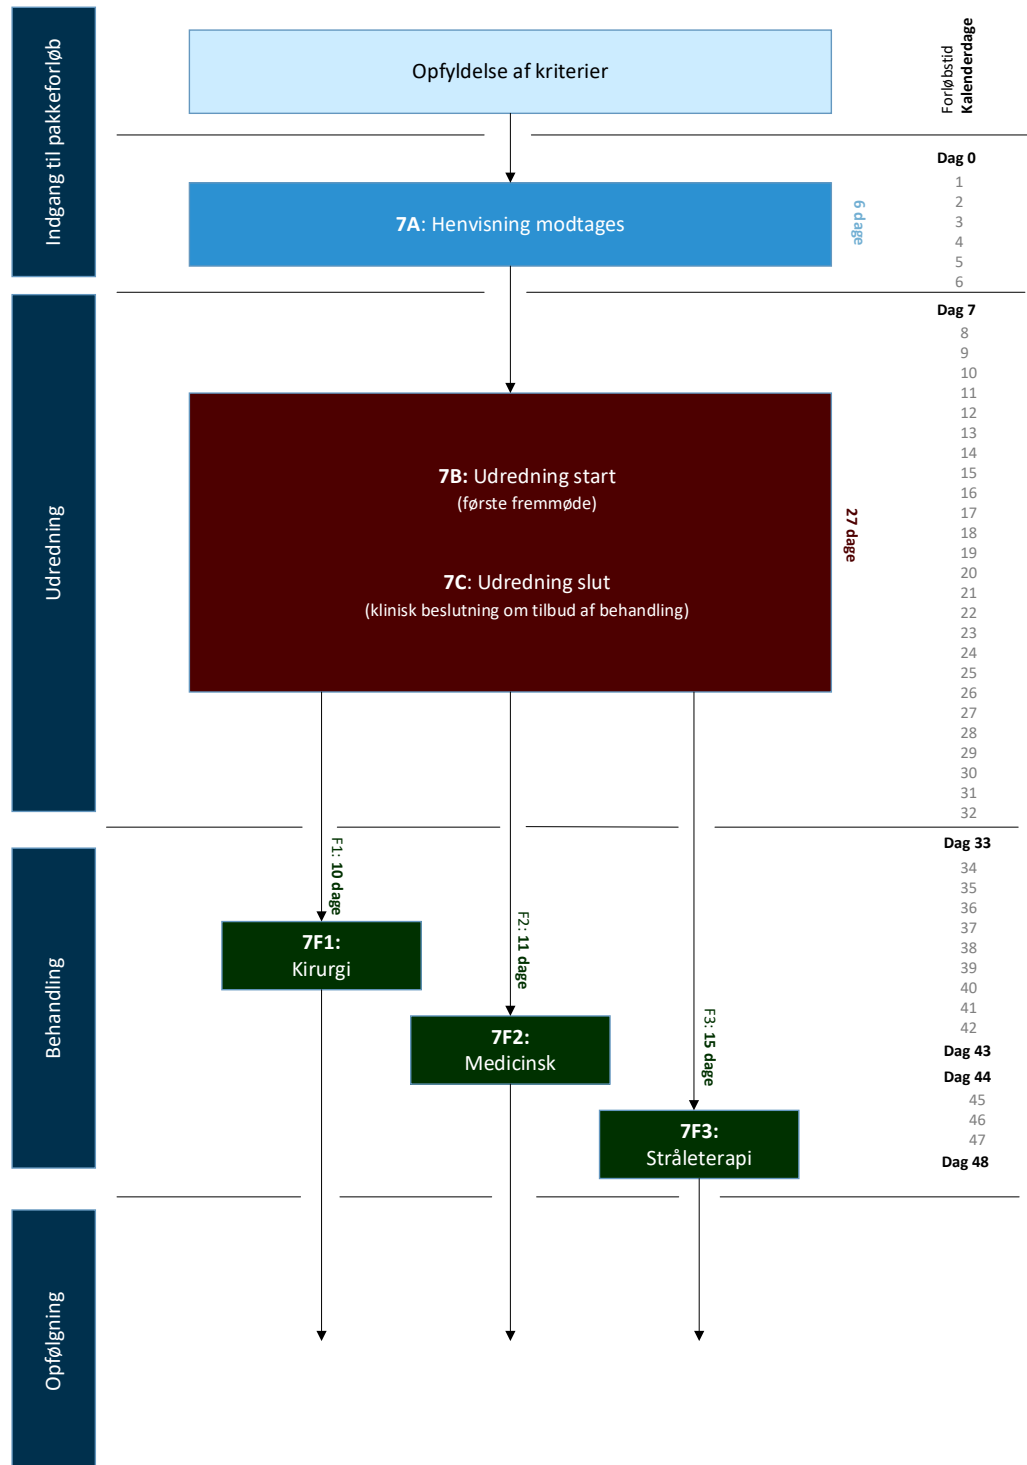 Indgang til pakkeforløb
Opfyldelse af kriterier
Forløbstid
Kalenderdage
7A: Henvisning modtages
6 dage
Dag 0
1
2
3
4
5
6
Udredning
7B: Udredning start
(første fremmøde)
7C: Udredning slut
(klinisk beslutning om tilbud af behandling)
27 dage
Dag 7
8
9
10
11
12
13
14
15
16
17
18
19
20
21
22
23
24
25
26
27
28
29
30
31
32
Behandling
F1: 10 dage
7F1:
Kirurgi
F2: 11 dage
7F2:
Medicinsk
F3: 15 dage
7F3:
Stråleterapi
Dag 33
34
35
36
37
38
39
40
41
42
Dag 43
Dag 44
45
46
47
Dag 48
Opfølgning